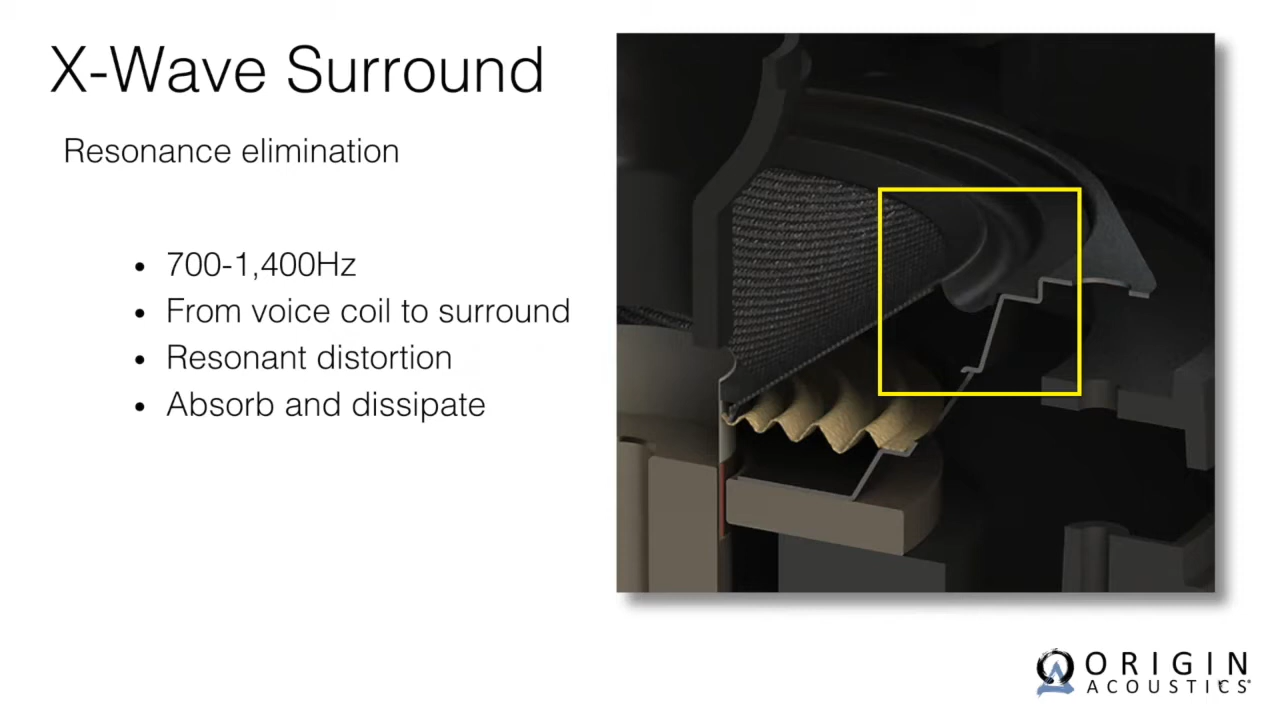 X-Wave Surround
Resonance elimination
• 700-1,400Hz
• From voice coil to surround
• Resonant distortion
• Absorb and dissipate
ORIGIN
ACOUSTICS®